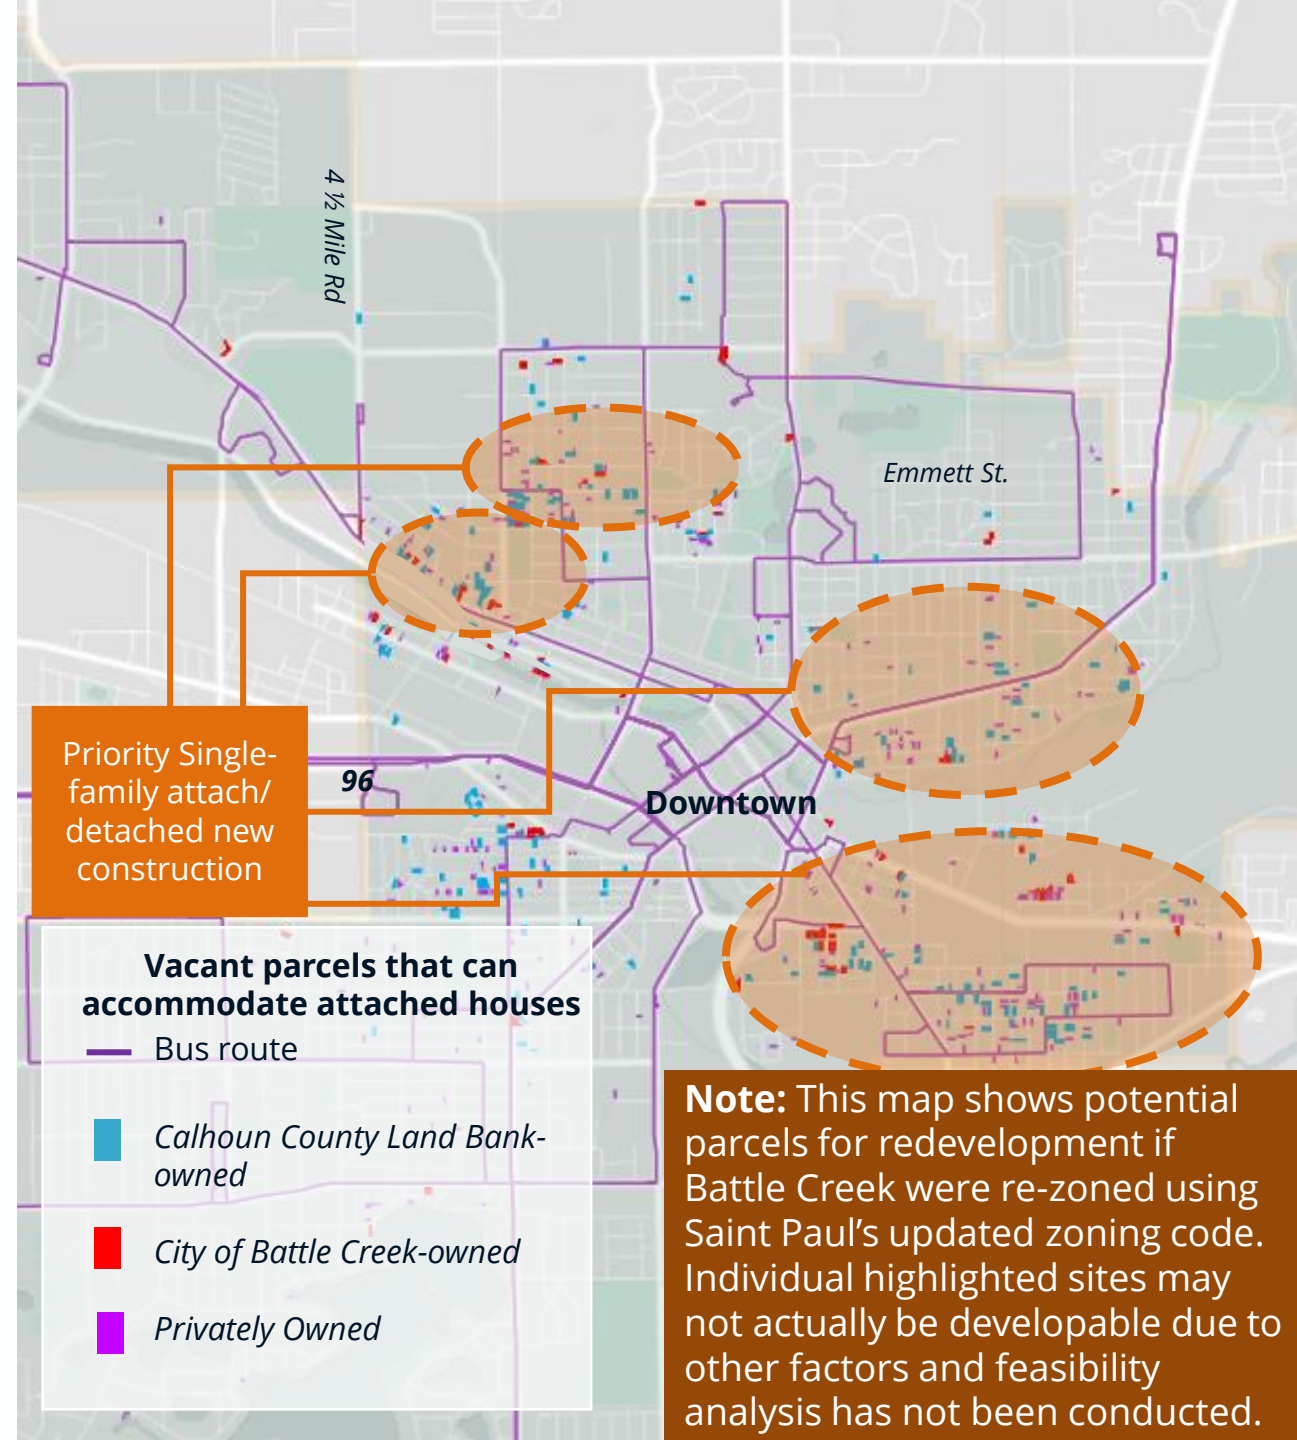 4 ½ Mile Rd
Emmett St.
Priority Single-
family attach/
detached new
construction
96
Downtown
Vacant parcels that can
accommodate attached houses
Bus route
Calhoun County Land Bank-
owned
City of Battle Creek-owned
Privately Owned
Note: This map shows potential
parcels for redevelopment if
Battle Creek were re-zoned using
Saint Paul’s updated zoning code.
Individual highlighted sites may
not actually be developable due to
other factors and feasibility
analysis has not been conducted.